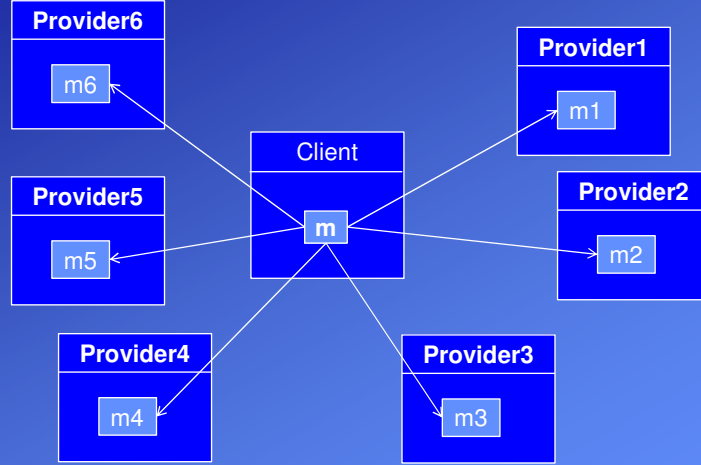 Provider6
m6
Provider1
m1
Client
m
Provider5
m5
Provider2
m2
Provider4
m4
Provider3
m3